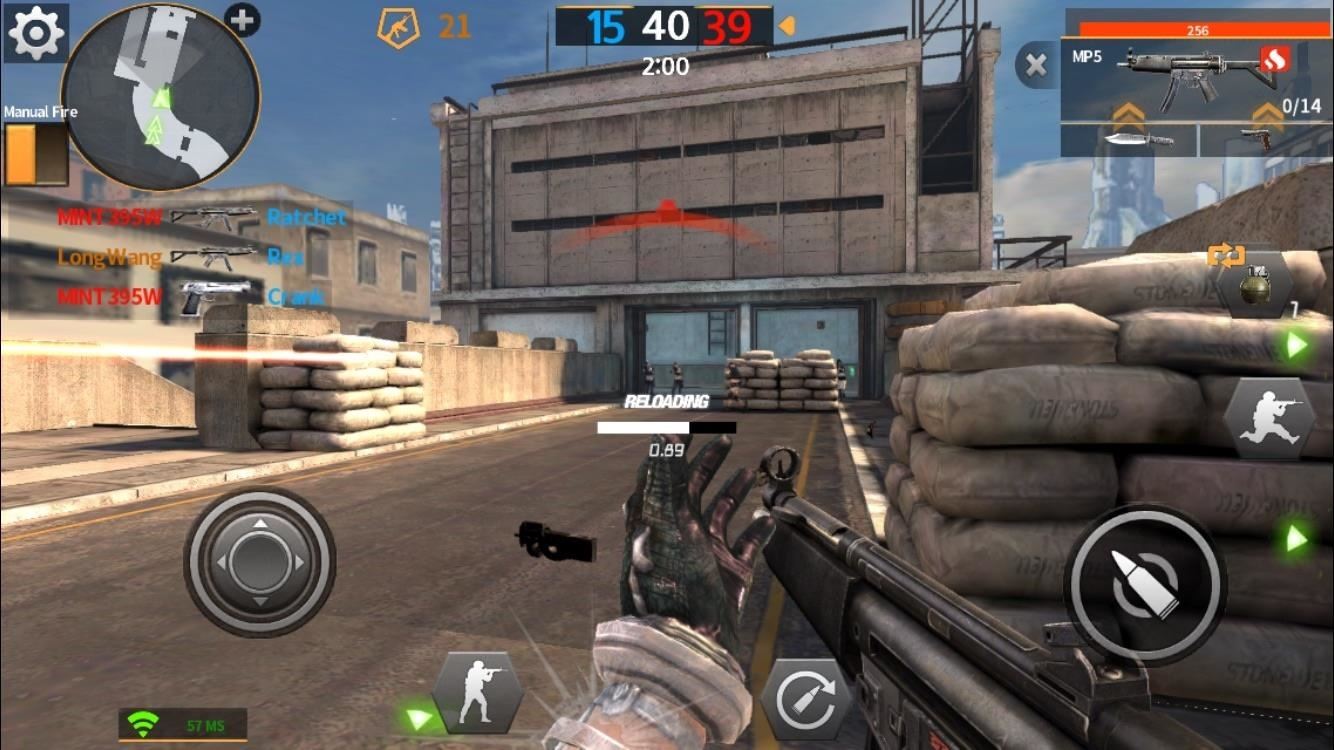 21
15 40 39
2:00
256
MP5
0/14
Manual Fire
MINT395W Ratchet
LongWang Rex
MINT395W Crank
1
RELOADING
0.89
57 MS